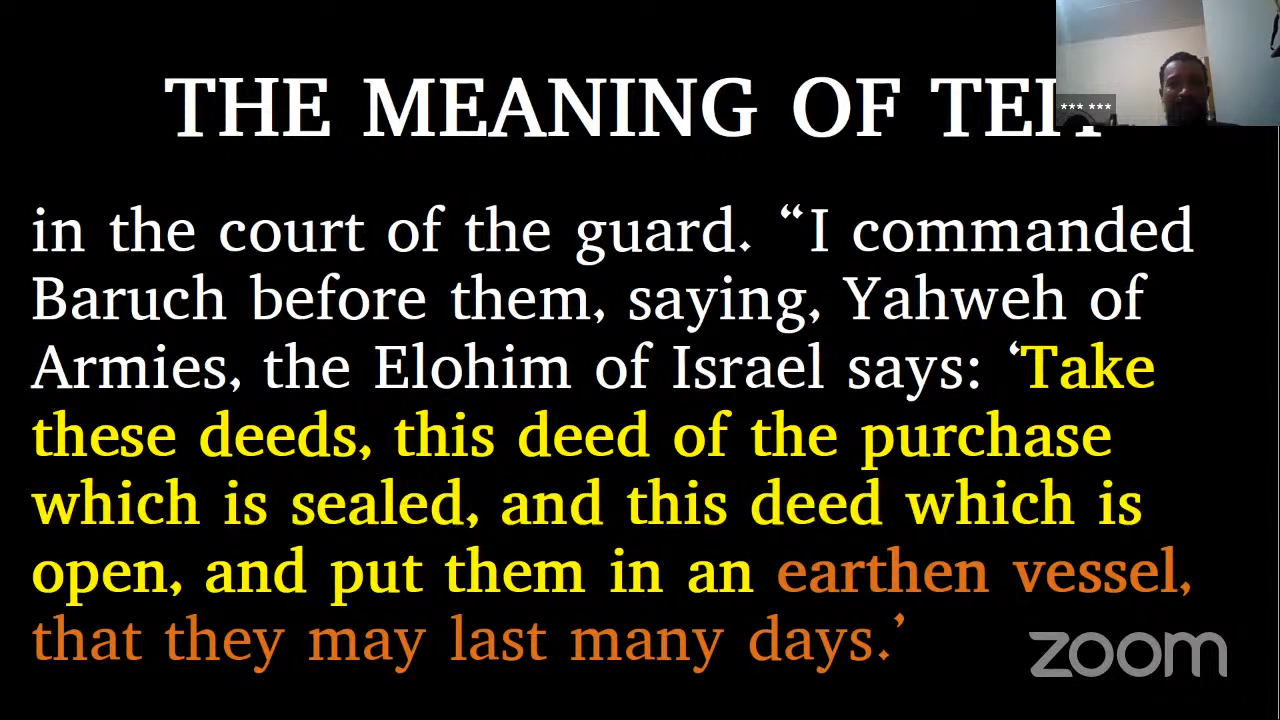 THE MEANING OF
*** ***
in the court of the guard. “I commanded
Baruch before them, saying, Yahweh of
Armies, the Elohim of Israel says: ‘Take
these deeds, this deed of the purchase
which is sealed, and this deed which is
open, and put them in an earthen vessel,
that they may last many days.’
zoom